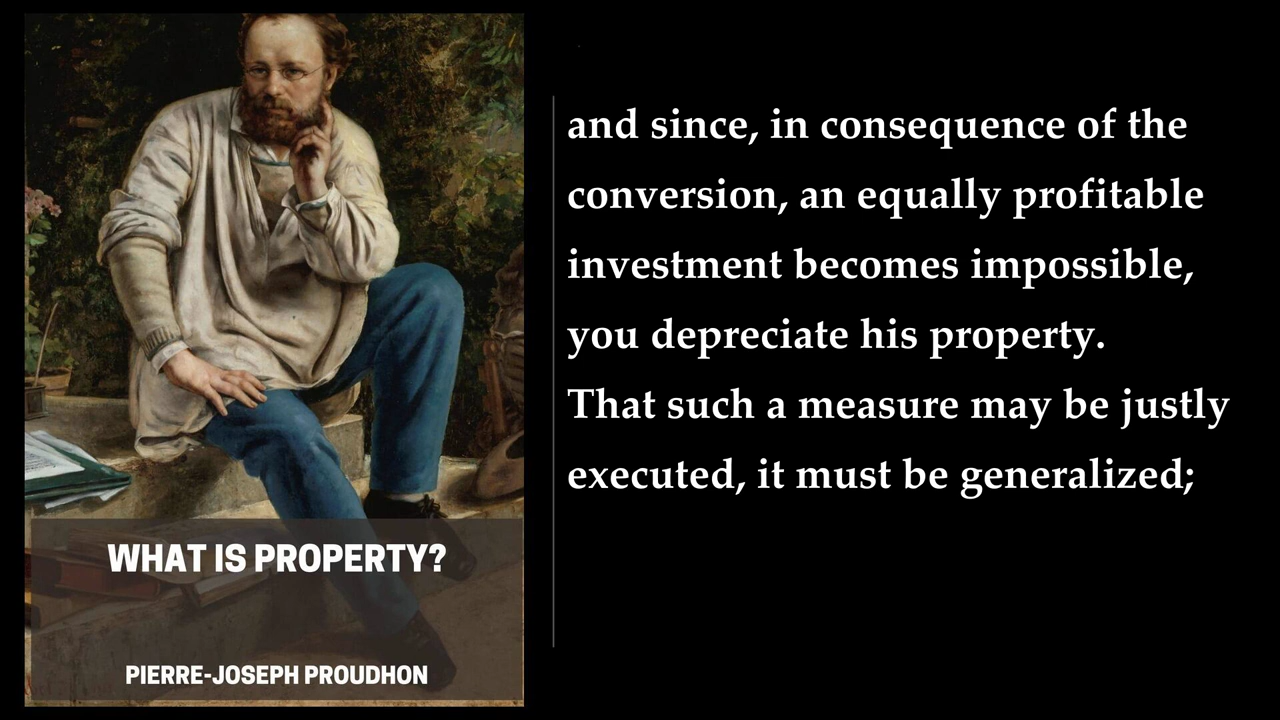 WHAT IS PROPERTY?
PIERRE-JOSEPH PROUDHON
and since, in consequence of the
conversion, an equally profitable
investment becomes impossible,
you depreciate his property.
That such a measure may be justly
executed, it must be generalized;